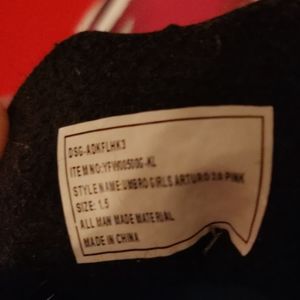 DSG-ADKFLHK3
ITEM NO:YFW00500G-KL
STYLE NAME:UMBRO GIRLS ARTURO 2.0 PINK
SIZE: 1.5
ALL MAN MADE MATERIAL
MADE IN CHINA